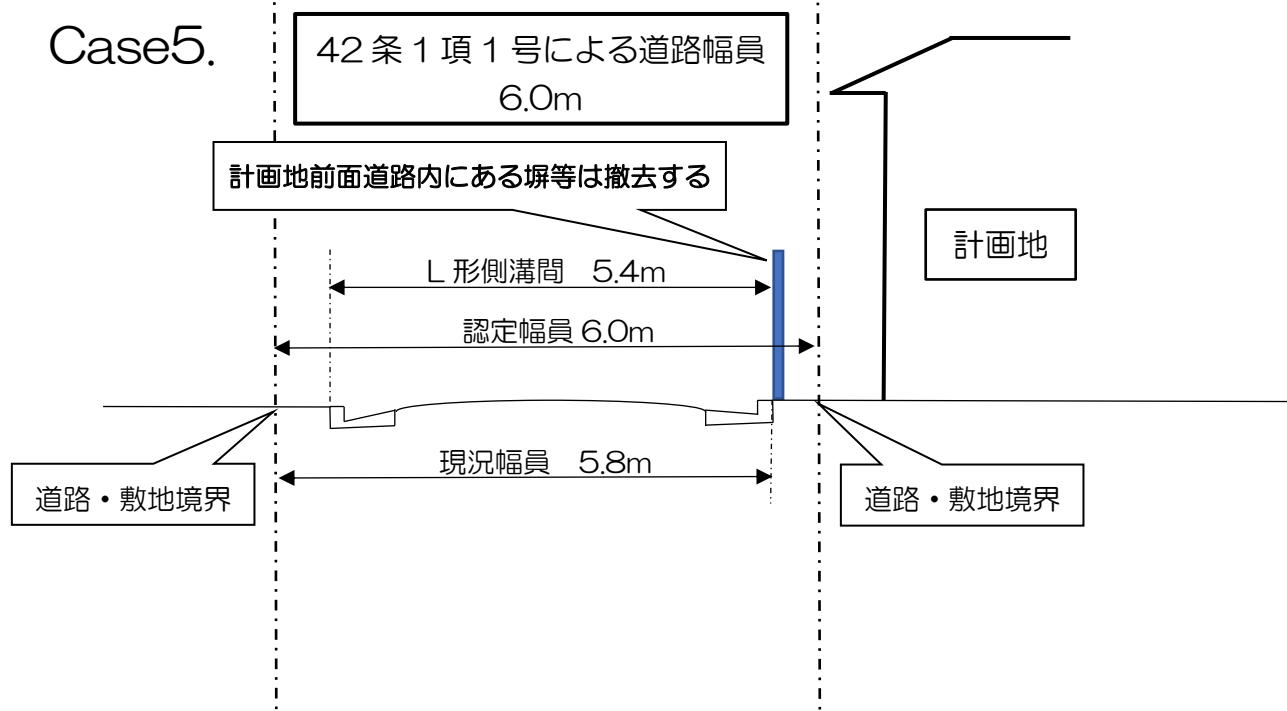 Case5.
42条1項1号による道路幅員
6.0m
計画地前面道路内にある塀等は撤去する
計画地
L形側溝間 5.4m
認定幅員6.0m
現況幅員 5.8m
道路・敷地境界
道路・敷地境界